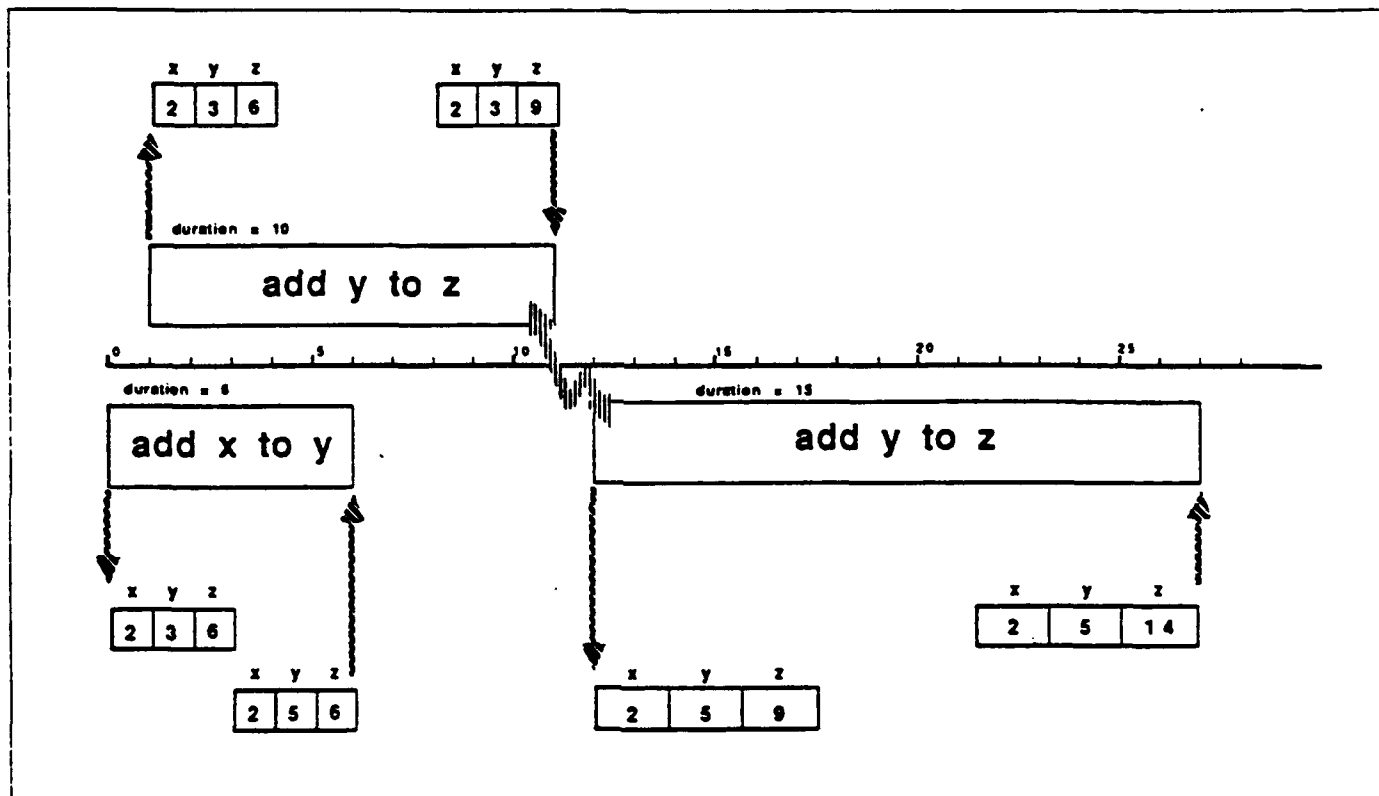 x y z
2 3 6
x y z
2 3 9
duration = 10
add y to z
0 5 10 15 20 25
duration = 6
duration = 15
add x to y
add y to z
x y z
2 3 6
x y z
2 5 6
x y z
2 5 9
x y z
2 5 14